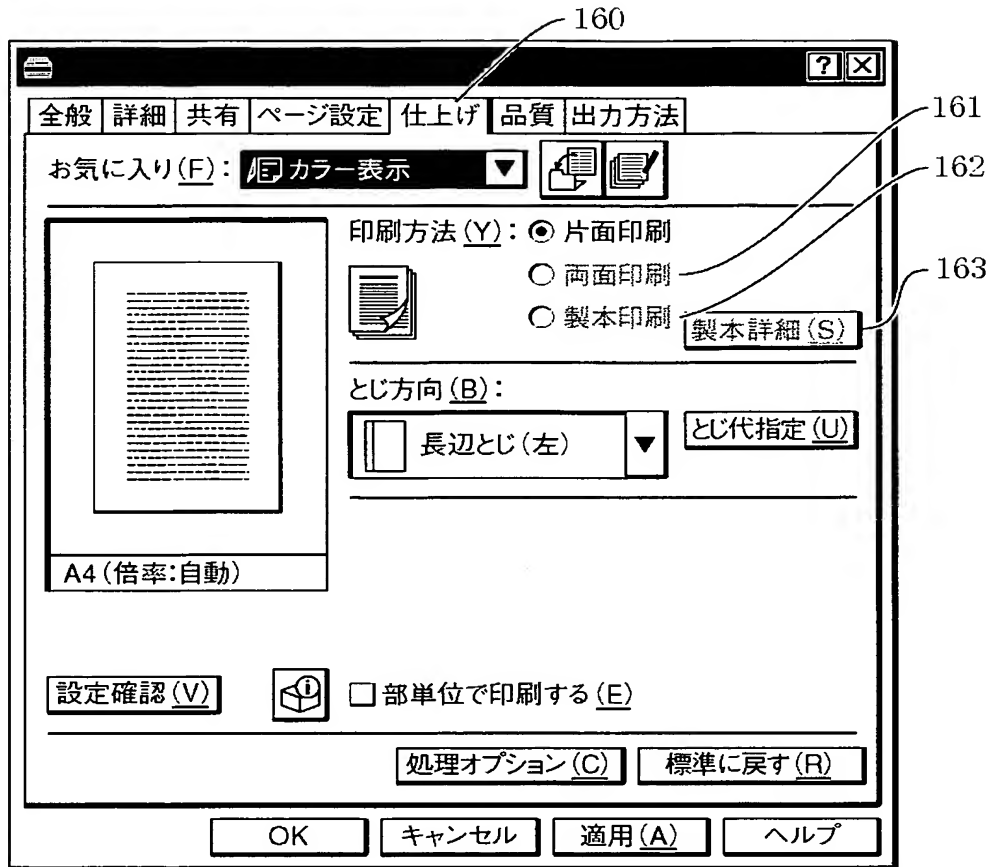 160
? X
全般 詳細 共有 ページ設定 仕上げ 品質 出力方法
161
お気に入り(F): カラー表示
162
印刷方法(Y): 片面印刷
両面印刷
163
製本印刷
製本詳細(S)
とじ方向(B):
長辺とじ(左)
とじ代指定(U)
A4(倍率:自動)
設定確認(V)
部単位で印刷する(E)
処理オプション(C) 標準に戻す(R)
OK キャンセル 適用(A) ヘルプ